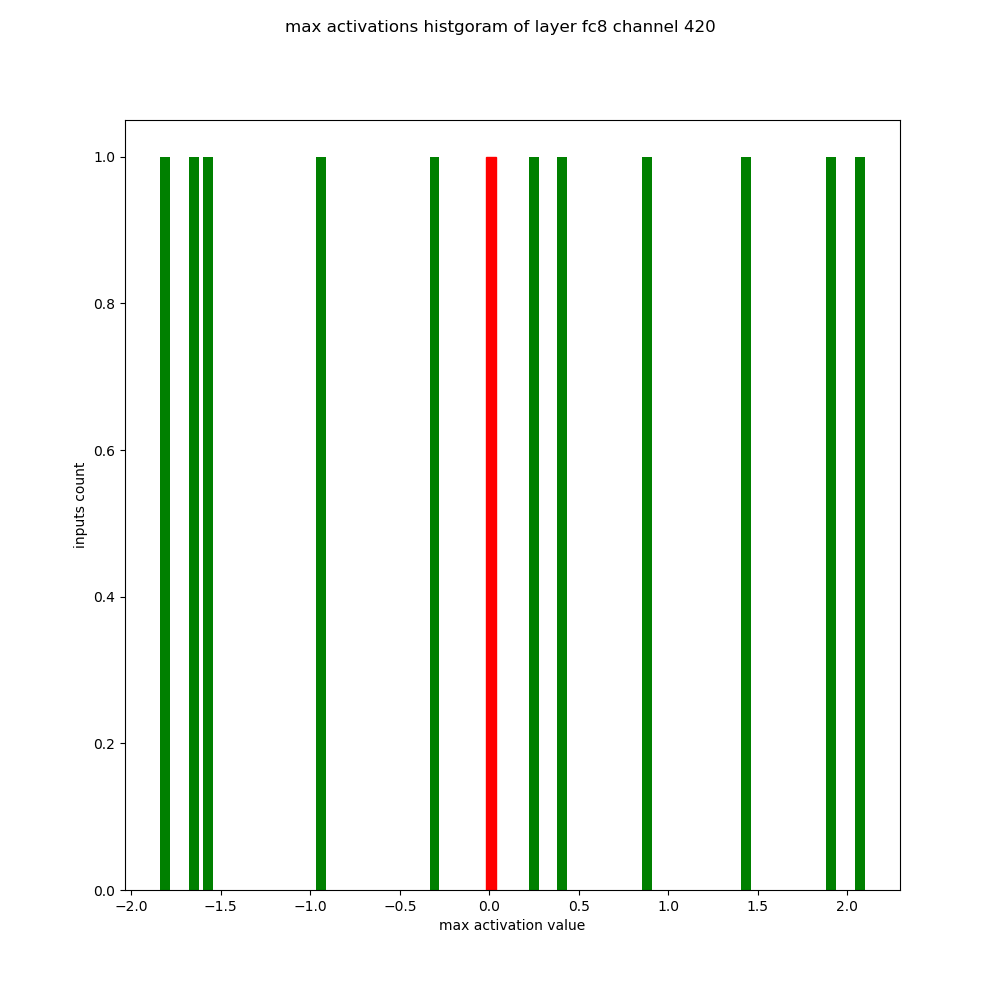 max activations histgoram of layer fc8 channel 420
1.0
0.8
0.6
0.4
0.2
0.0
inputs count
−2.0 −1.5 −1.0 −0.5 0.0 0.5 1.0 1.5 2.0
max activation value